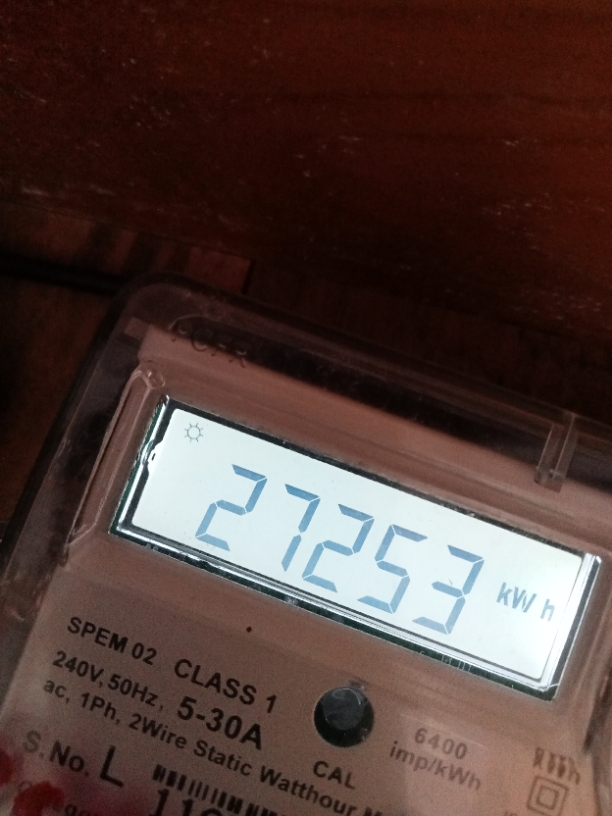 27253 kWh
SPEM 02 CLASS 1
240V, 50Hz, 5-30A
ac, 1Ph, 2Wire Static Watthour
CAL
6400
imp/kWh
S.No. L